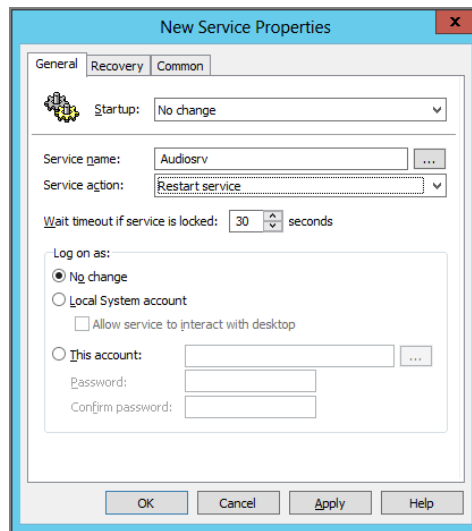 New Service Properties
x
General Recovery Common
Startup: No change
Service name: Audiosrv ...
Service action: Restart service
Wait timeout if service is locked: 30 seconds
Log on as:
No change
Local System account
Allow service to interact with desktop
This account: ...
Password:
Confirm password:
OK Cancel Apply Help